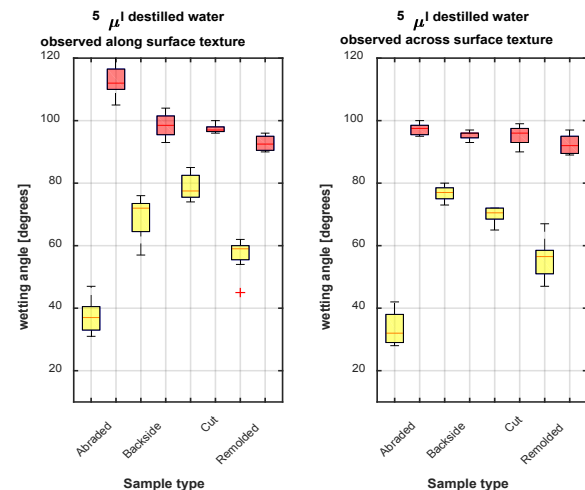 5 μl destilled water
observed along surface texture
120
100
80
60
40
20
wetting angle [degrees]
Abraded
Backside
Cut
Remolded
Sample type
5 μl destilled water
observed across surface texture
120
100
80
60
40
20
wetting angle [degrees]
Abraded
Backside
Cut
Remolded
Sample type